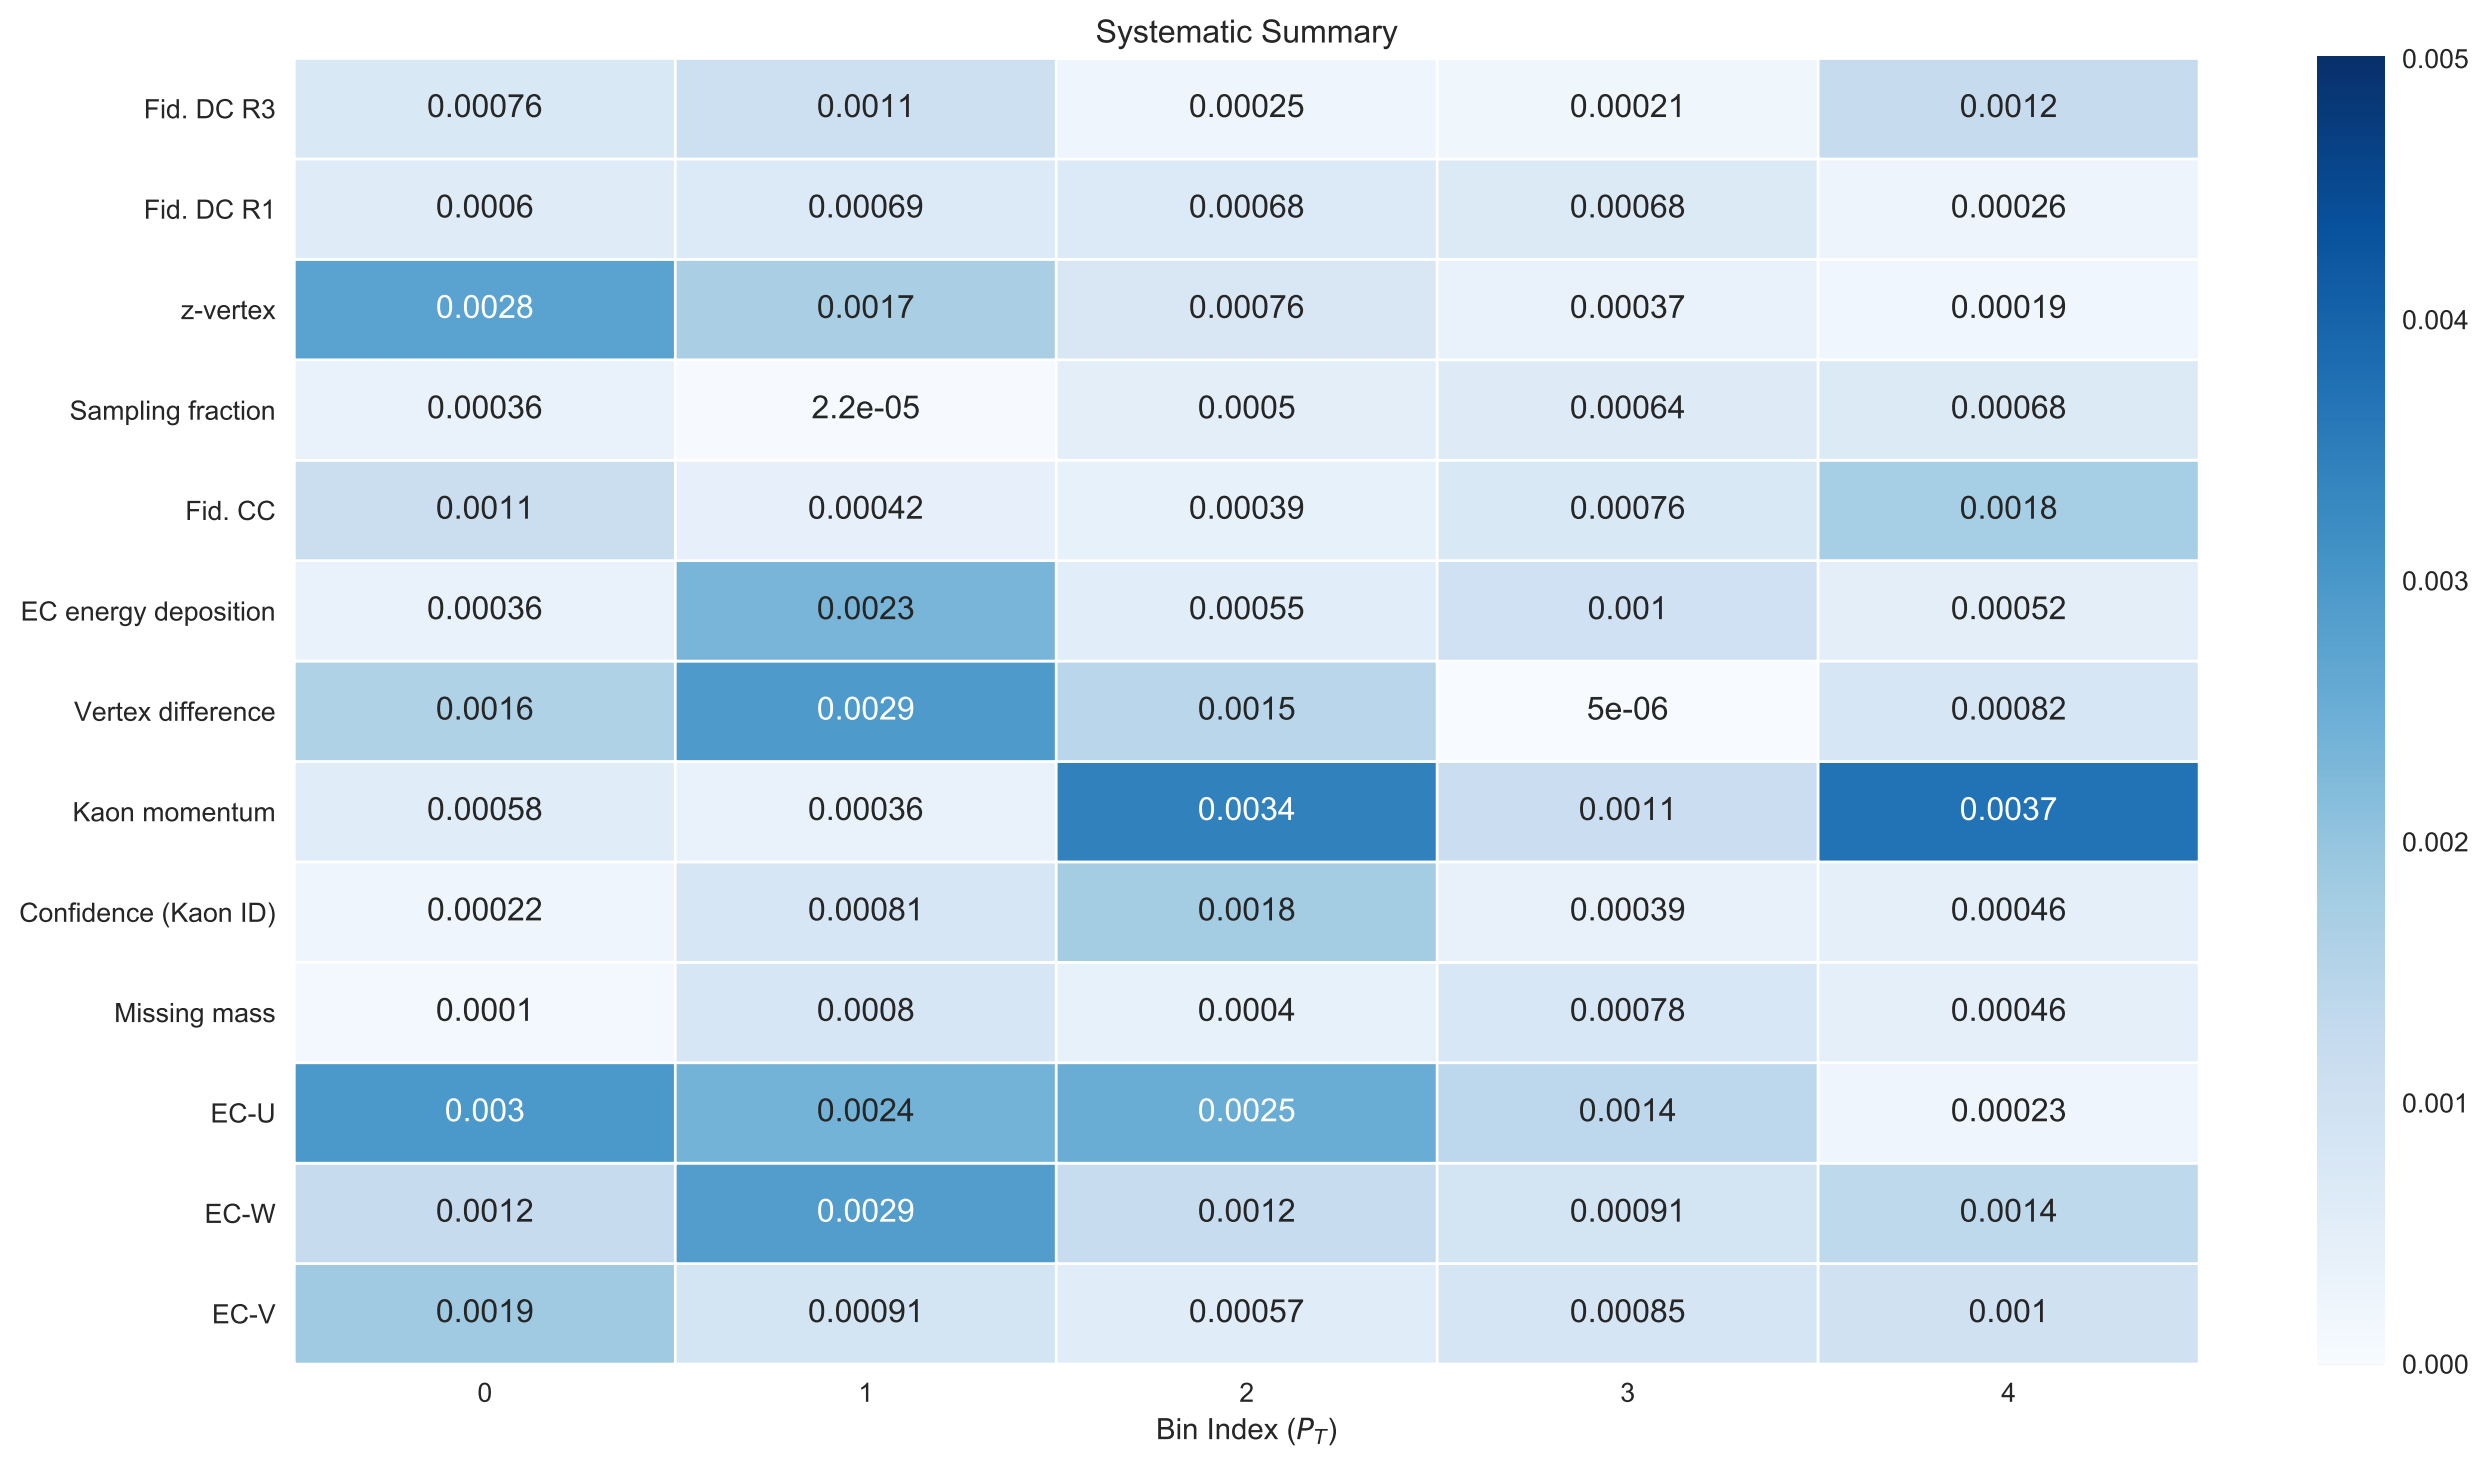 Systematic Summary
Fid. DC R3 0.00076 0.0011 0.00025 0.00021 0.0012
Fid. DC R1 0.0006 0.00069 0.00068 0.00068 0.00026
z-vertex 0.0028 0.0017 0.00076 0.00037 0.00019
Sampling fraction 0.00036 2.2e-05 0.0005 0.00064 0.00068
Fid. CC 0.0011 0.00042 0.00039 0.00076 0.0018
EC energy deposition 0.00036 0.0023 0.00055 0.001 0.00052
Vertex difference 0.0016 0.0029 0.0015 5e-06 0.00082
Kaon momentum 0.00058 0.00036 0.0034 0.0011 0.0037
Confidence (Kaon ID) 0.00022 0.00081 0.0018 0.00039 0.00046
Missing mass 0.0001 0.0008 0.0004 0.00078 0.00046
EC-U 0.003 0.0024 0.0025 0.0014 0.00023
EC-W 0.0012 0.0029 0.0012 0.00091 0.0014
EC-V 0.0019 0.00091 0.00057 0.00085 0.001
0 1 2 3 4
Bin Index (P_T)
0.005
0.004
0.003
0.002
0.001
0.000